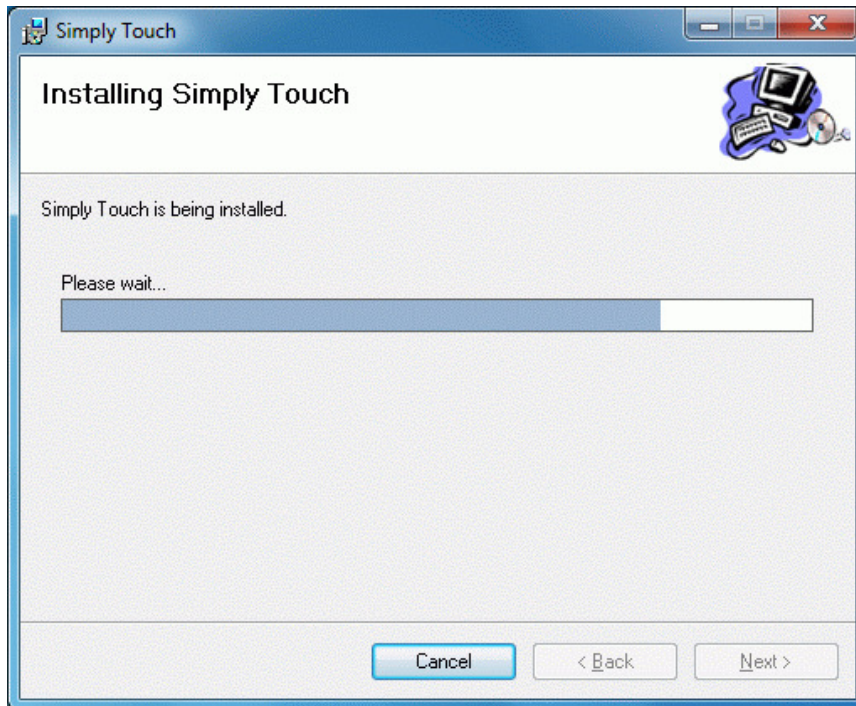 Simply Touch
Installing Simply Touch
Simply Touch is being installed.
Please wait...
Cancel
< Back
Next >